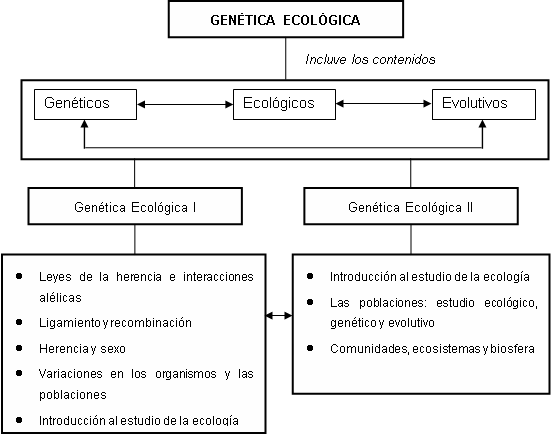 GENÉTICA ECOLÓGICA
Incluve los contenidos
Genéticos
Ecológicos
Evolutivos
Genética Ecológica I
Genética Ecológica II
Leyes de la herencia e interacciones
alélicas
Ligamiento y recombinación
Herencia y sexo
Variaciones en los organismos y las
poblaciones
Introducción al estudio de la ecología
Introducción al estudio de la ecología
Las poblaciones: estudio ecológico,
genético y evolutivo
Comunidades, ecosistemas y biosfera